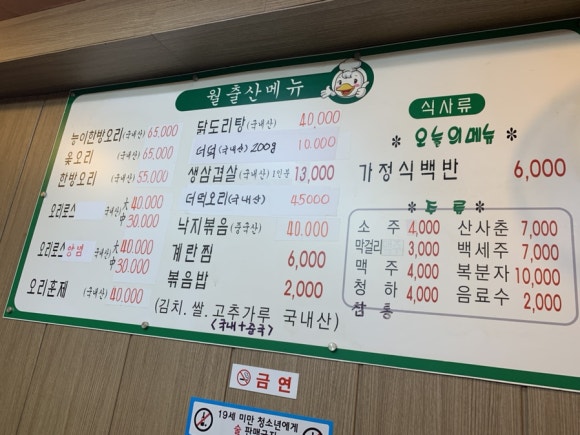 월출산메뉴
능이한방오리(국내산) 65,000
옻오리 (국내산) 65,000
한방오리 (국내산) 55,000
오리로스 (국내산) 大 40,000
中 30,000
오리로스양념 (국내산) 大 40,000
中 30,000
오리훈제 (국내산) 40,000
닭도리탕 (국내산) 40,000
더덕(국내산) 200g 10,000
생삼겹살(국내산)1인분 13,000
더덕오리(국내산) 45000
낙지볶음(중국산) 40,000
계란찜 6,000
볶음밥 2,000
(김치.쌀.고추가루 국내산)
<국내+중국>
식사류
* 오늘의메뉴 *
가정식백반 6,000
* *
소주 4,000
막걸리 3,000
맥주 4,000
청하 4,000
산사춘 7,000
백세주 7,000
복분자 10,000
음료수 2,000
금연
19세 미만 청소년에게
술 판매금지